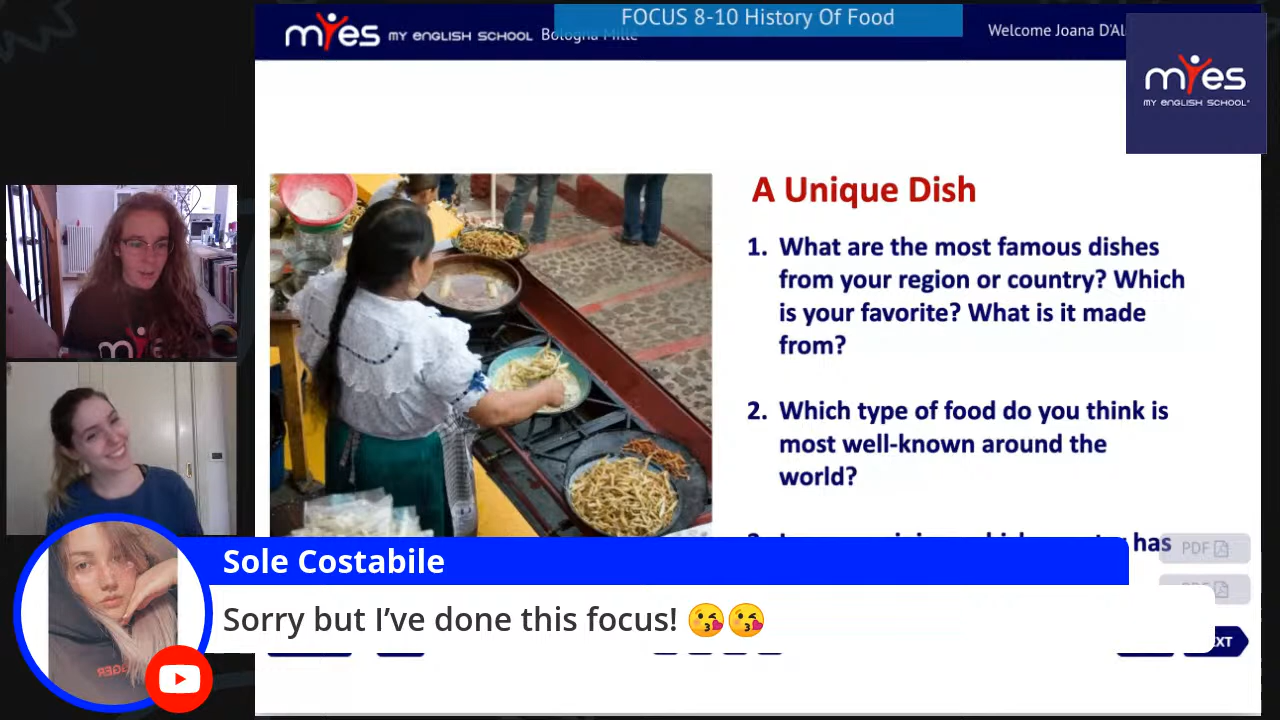 FOCUS 8-10 History Of Food
myes MY ENGLISH SCHOOL Bologna Mille
Welcome Joana D'Al
myes
MY ENGLISH SCHOOL
A Unique Dish
1. What are the most famous dishes
from your region or country? Which
is your favorite? What is it made
from?
2. Which type of food do you think is
most well-known around the
world?
has
PDF
PDF
Sole Costabile
Sorry but I’ve done this focus! 😘😘